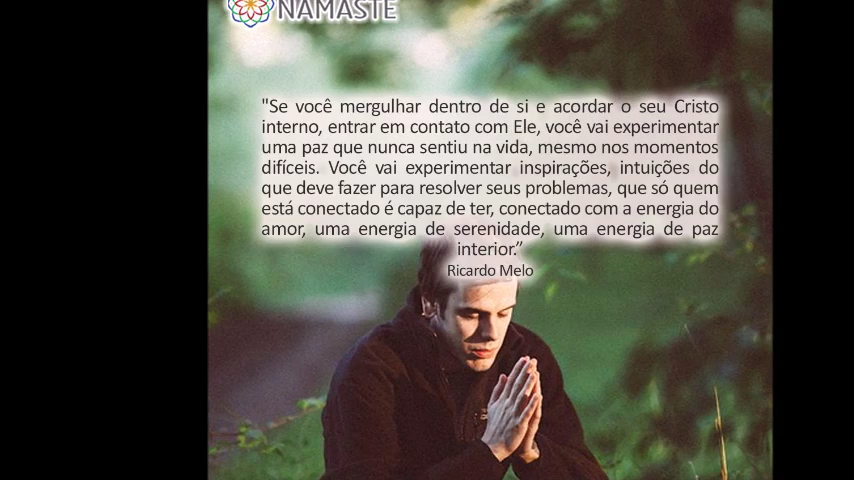 NAMASTE
"Se você mergulhar dentro de si e acordar o seu Cristo
interno, entrar em contato com Ele, você vai experimentar
uma paz que nunca sentiu na vida, mesmo nos momentos
difíceis. Você vai experimentar inspirações, intuições do
que deve fazer para resolver seus problemas, que só quem
está conectado é capaz de ter, conectado com a energia do
amor, uma energia de serenidade, uma energia de paz
interior.”
Ricardo Melo